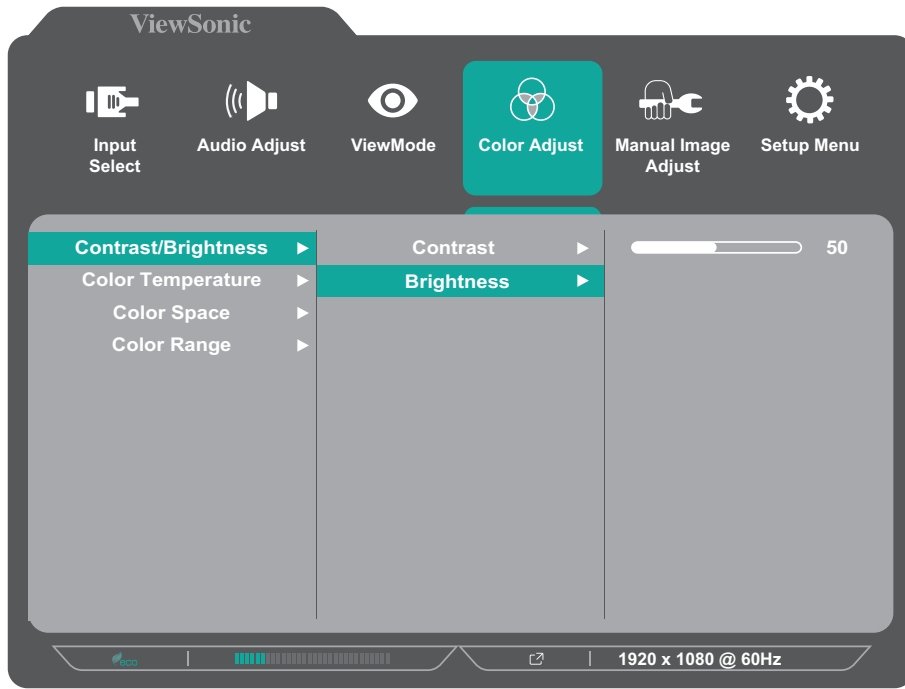 ViewSonic
Input
Select
Audio Adjust
ViewMode
Color Adjust
Manual Image
Adjust
Setup Menu
Contrast/Brightness
Contrast
50
Color Temperature
Brightness
Color Space
Color Range
eco
1920 x 1080 @ 60Hz